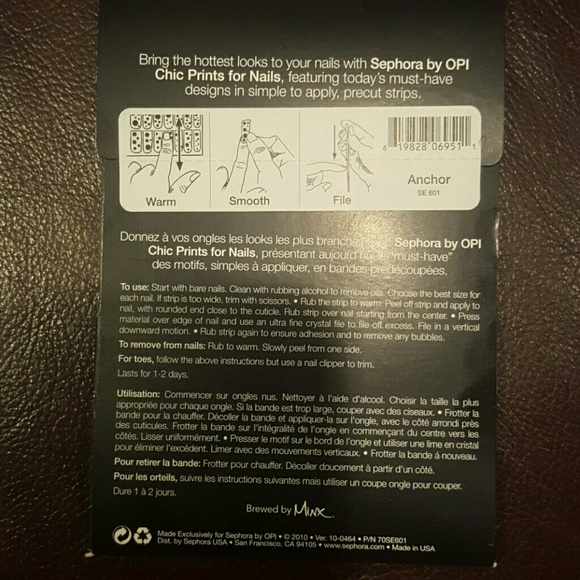 Bring the hottest looks to your nails with Sephora by OPI
Chic Prints for Nails, featuring today's must-have
designs in simple to apply, precut strips.
Warm
Smooth
File
6 19828 06951 1
Anchor
SE 601
Donnez à vos ongles les looks les plus branchés Sephora by OPI
Chic Prints for Nails, présentant aujourd'hui "must-have"
des motifs, simples à appliquer, en bandes prédécoupées.
To use: Start with bare nails. Clean with rubbing alcohol to remove oils. Choose the best size for
each nail. If strip is too wide, trim with scissors. • Rub the strip to warm. Peel off strip and apply to
nail, with rounded end close to the cuticle. Rub strip over nail starting from the center. • Press
material over edge of nail and use an ultra fine crystal file to file off excess. File in a vertical
downward motion. • Rub strip again to ensure adhesion and to remove any bubbles.
To remove from nails: Rub to warm. Slowly peel from one side.
For toes, follow the above instructions but use a nail clipper to trim.
Lasts for 1-2 days.
Utilisation: Commencer sur ongles nus. Nettoyer à l'aide d'alcool. Choisir la taille la plus
appropriée pour chaque ongle. Si la bande est trop large, couper avec des ciseaux. • Frotter la
bande pour la chauffer. Décoller la bande et appliquer-la sur l'ongle, avec le côté arrondi près
des cuticules. Frotter la bande sur l'intégralité de l'ongle en commençant du centre vers les
côtés. Lisser uniformément. • Presser le motif sur le bord de l'ongle et utiliser une lime en cristal
pour éliminer l'excédent. Limer avec des mouvements verticaux. • Frotter la bande á nouveau.
Pour retirer la bande: Frotter pour chauffer. Décoller doucement à partir d'un côté.
Pour les orteils, suivre les instructions suivantes mais utiliser un coupe ongle pour couper.
Dure 1 à 2 jours.
Brewed by Minx
Made Exclusively for Sephora by OPI • © 2010 • Ver. 10-0464 • P/N 70SE601
Dist. by Sephora USA • San Francisco, CA 94105 • www.sephora.com • Made in USA